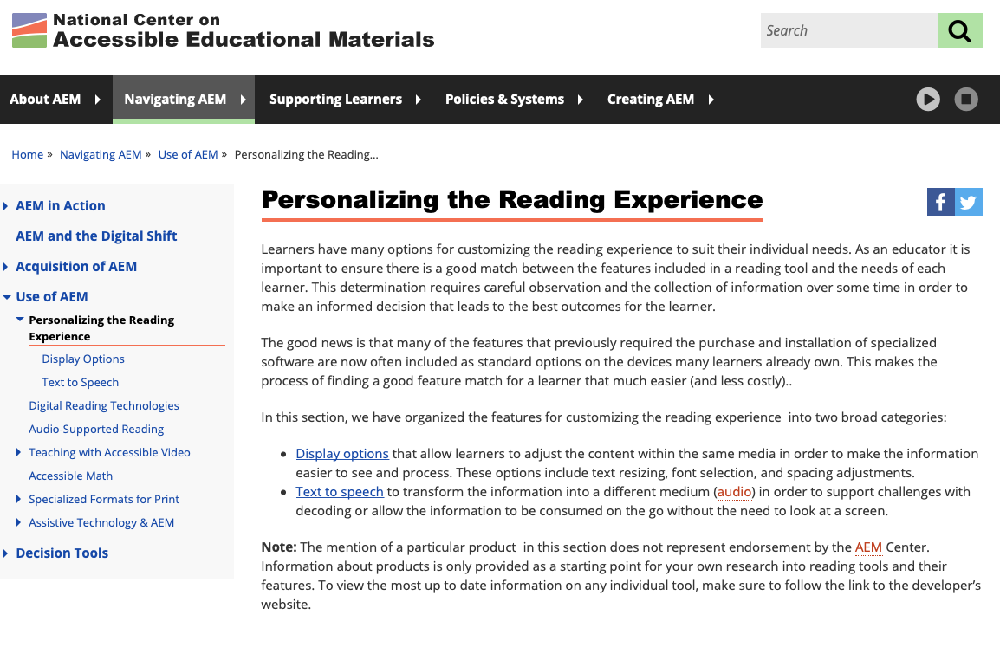 National Center on
Accessible Educational Materials
Search
About AEM
Navigating AEM
Supporting Learners
Policies & Systems
Creating AEM
Home » Navigating AEM » Use of AEM » Personalizing the Reading...
AEM in Action
AEM and the Digital Shift
Acquisition of AEM
Use of AEM
Personalizing the Reading
Experience
Display Options
Text to Speech
Digital Reading Technologies
Audio-Supported Reading
Teaching with Accessible Video
Accessible Math
Specialized Formats for Print
Assistive Technology & AEM
Decision Tools
Personalizing the Reading Experience
Learners have many options for customizing the reading experience to suit their individual needs. As an educator it is
important to ensure there is a good match between the features included in a reading tool and the needs of each
learner. This determination requires careful observation and the collection of information over some time in order to
make an informed decision that leads to the best outcomes for the learner.
The good news is that many of the features that previously required the purchase and installation of specialized
software are now often included as standard options on the devices many learners already own. This makes the
process of finding a good feature match for a learner that much easier (and less costly)..
In this section, we have organized the features for customizing the reading experience  into two broad categories:
• Display options that allow learners to adjust the content within the same media in order to make the information
easier to see and process. These options include text resizing, font selection, and spacing adjustments.
• Text to speech to transform the information into a different medium (audio) in order to support challenges with
decoding or allow the information to be consumed on the go without the need to look at a screen.
Note: The mention of a particular product  in this section does not represent endorsement by the AEM Center.
Information about products is only provided as a starting point for your own research into reading tools and their
features. To view the most up to date information on any individual tool, make sure to follow the link to the developer’s
website.